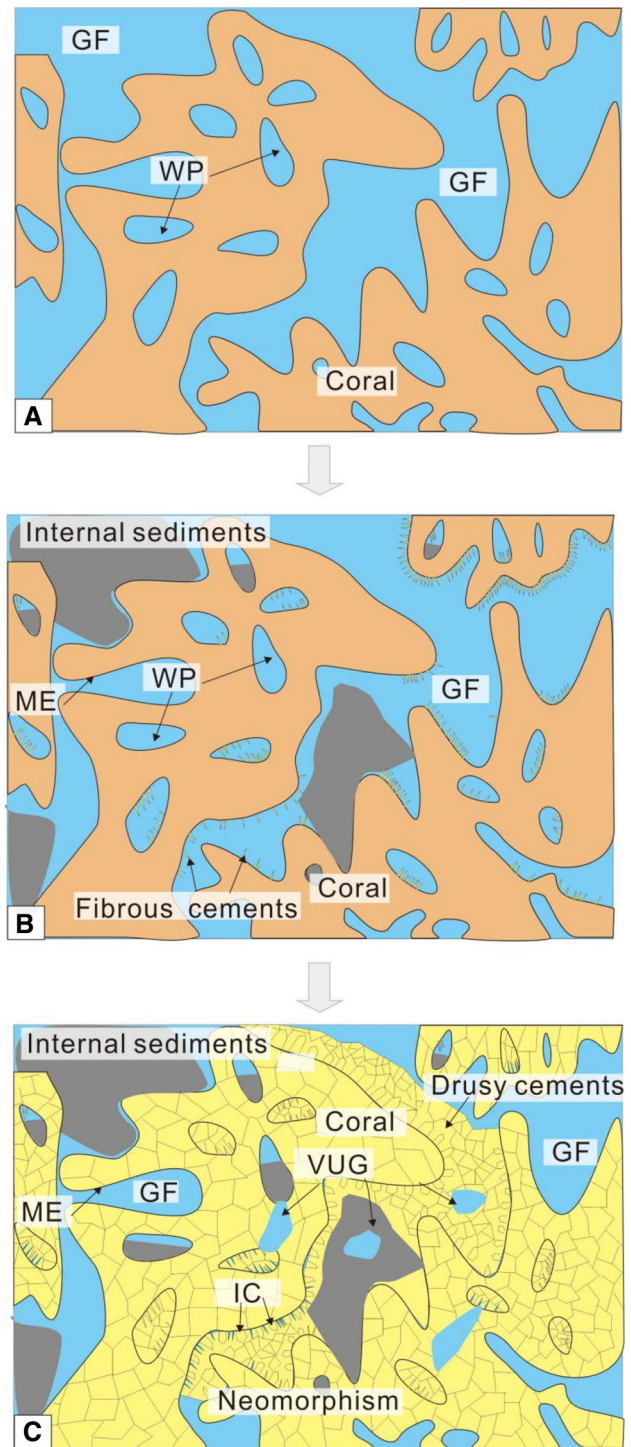 GF
WP
GF
Coral
A
Internal sediments
WP
ME
GF
Coral
Fibrous cements
B
Internal sediments
Drusy cements
Coral
GF
VUG
GF
ME
IC
Neomorphism
C